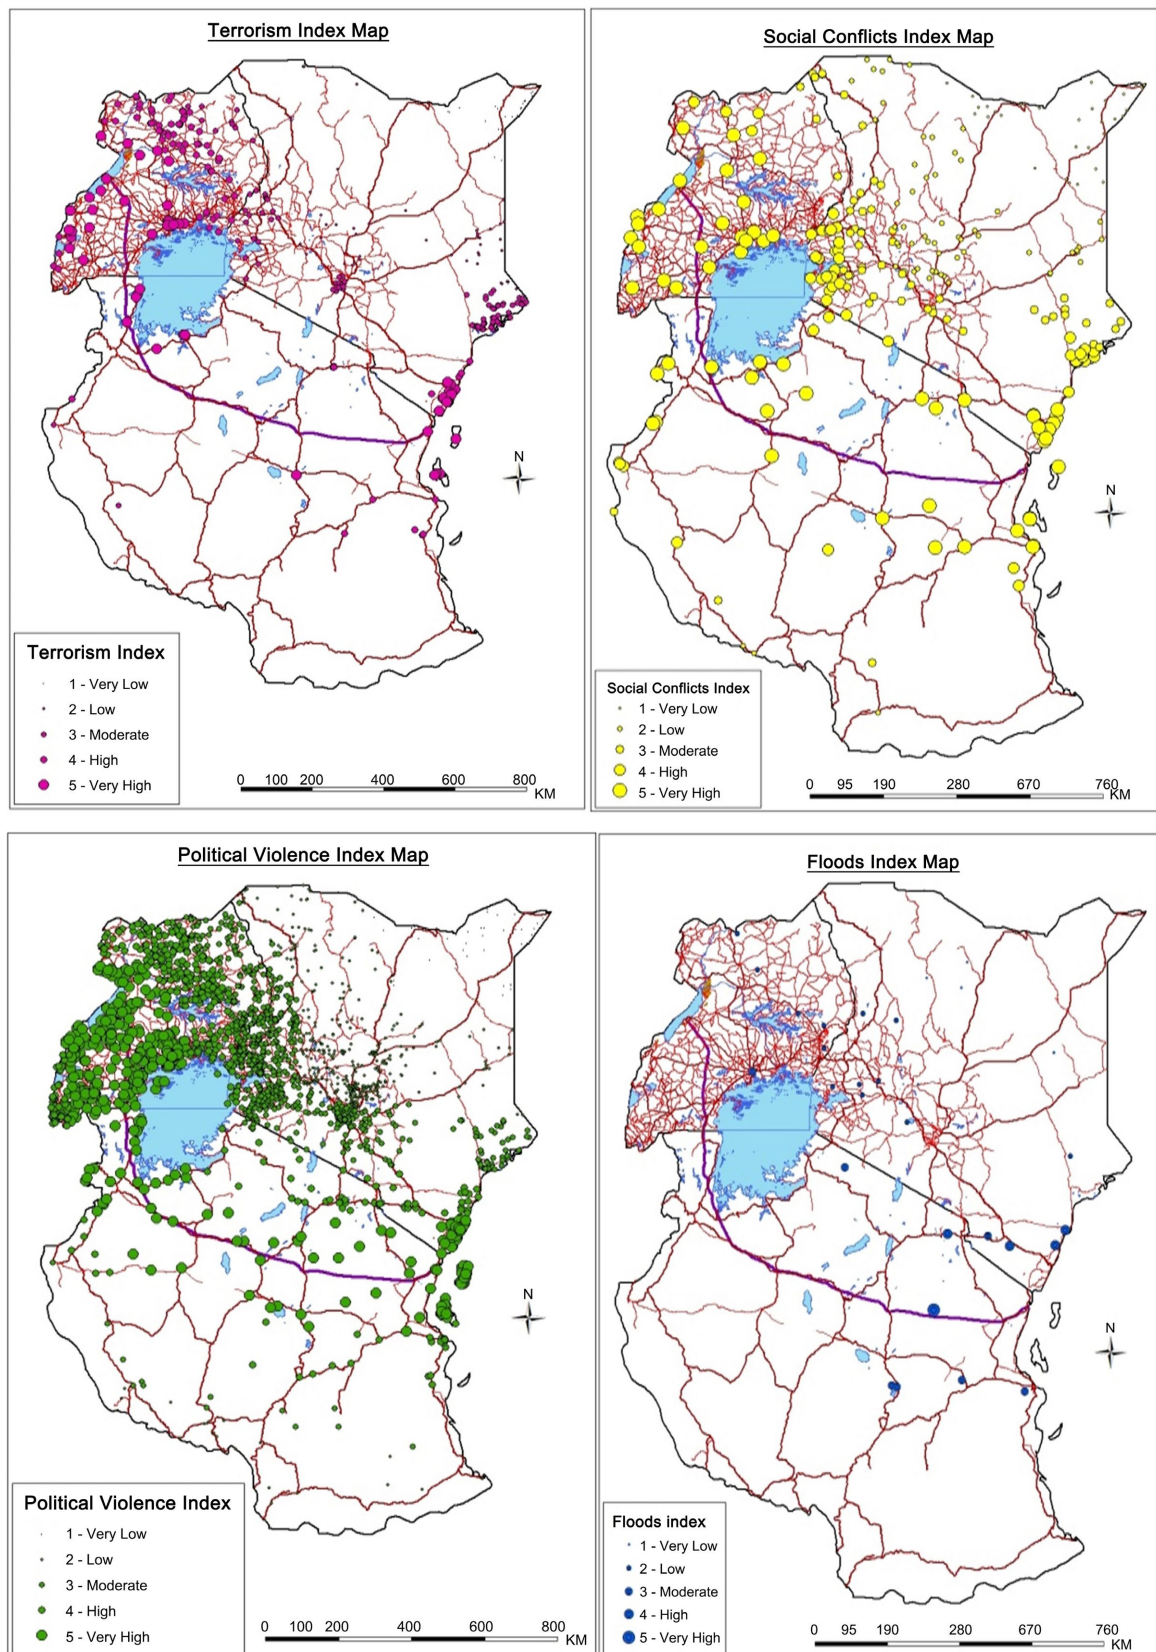 Terrorism Index Map
N
Terrorism Index
1 - Very Low
2 - Low
3 - Moderate
4 - High
5 - Very High
0 100 200 400 600 800
KM
Social Conflicts Index Map
N
Social Conflicts Index
1 - Very Low
2 - Low
3 - Moderate
4 - High
5 - Very High
0 95 190 280 670 760
KM
Political Violence Index Map
N
Political Violence Index
1 - Very Low
2 - Low
3 - Moderate
4 - High
5 - Very High
0 100 200 400 600 800
KM
Floods Index Map
N
Floods index
1 - Very Low
2 - Low
3 - Moderate
4 - High
5 - Very High
0 95 190 280 670 760
KM